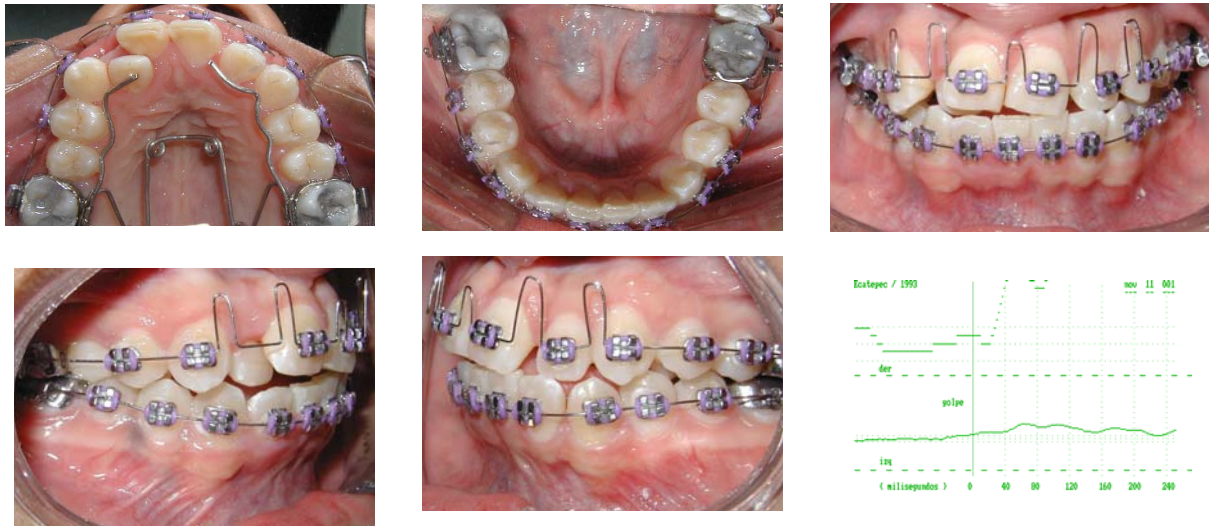 Ecatepec / 1993 nov 11 001
der
golpe
izq
( milisegundos ) 0 40 80 120 160 200 240